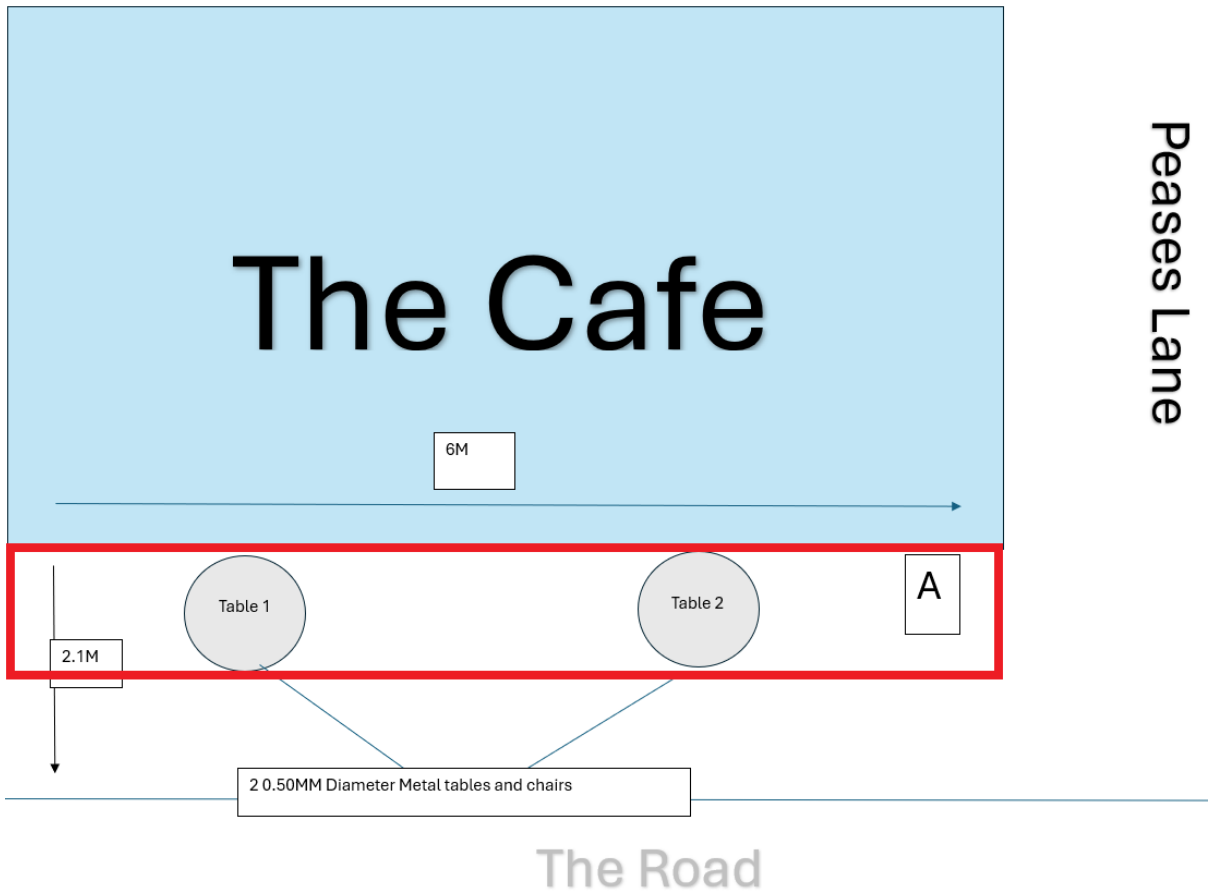 The Cafe
Peases Lane
6M
Table 1
Table 2
A
2.1M
2 0.50MM Diameter Metal tables and chairs
The Road